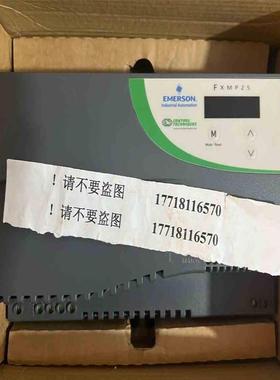 FXMP25
EMERSON
Industrial Automation
CONTROL
TECHNIQUES
M
！请不要盗图 17718116570
！请不要盗图 17718116570